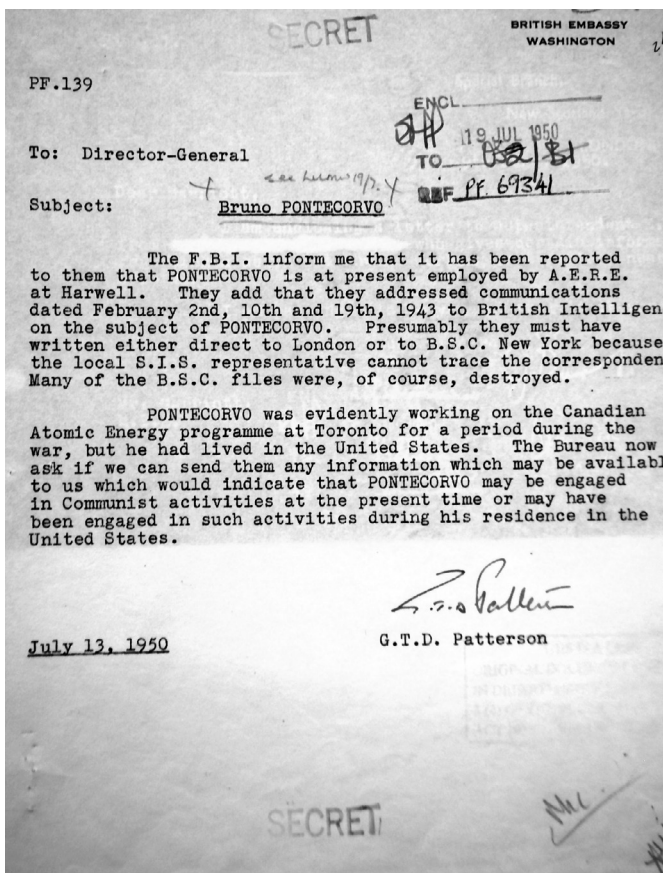 SECRET
BRITISH EMBASSY
WASHINGTON
PF.139
ENCL.
19 JUL 1950
To: Director-General
TO
see below 19/7.
REF PF. 69341
Subject: Bruno PONTECORVO
The F.B.I. inform me that it has been reported
to them that PONTECORVO is at present employed by A.E.R.E.
at Harwell. They add that they addressed communications
dated February 2nd, 10th and 19th, 1943 to British Intelligen
on the subject of PONTECORVO. Presumably they must have
written either direct to London or to B.S.C. New York because
the local S.I.S. representative cannot trace the corresponden
Many of the B.S.C. files were, of course, destroyed.
PONTECORVO was evidently working on the Canadian
Atomic Energy programme at Toronto for a period during the
war, but he had lived in the United States. The Bureau now
ask if we can send them any information which may be availabl
to us which would indicate that PONTECORVO may be engaged
in Communist activities at the present time or may have
been engaged in such activities during his residence in the
United States.
G.T.D. Patterson
July 13, 1950
SECRET